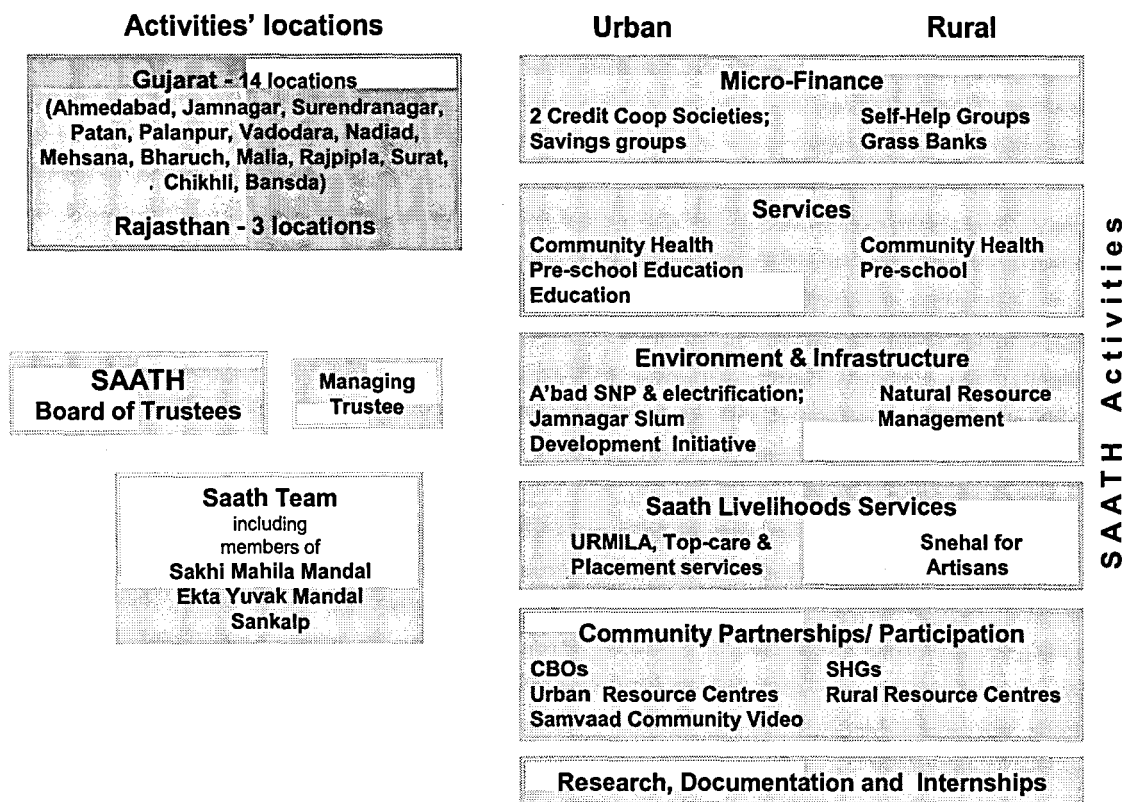 Activities' locations
Gujarat - 14 locations
(Ahmedabad, Jamnagar, Surendranagar,
Patan, Palanpur, Vadodara, Nadiad,
Mehsana, Bharuch, Malia, Rajpipla, Surat,
Chikhli, Bansda)
Rajasthan - 3 locations
SAATH
Board of Trustees
Managing
Trustee
Saath Team
including
members of
Sakhi Mahila Mandal
Ekta Yuvak Mandal
Sankalp
Urban Rural
Micro-Finance
2 Credit Coop Societies; Self-Help Groups
Savings groups Grass Banks
Services
Community Health Community Health
Pre-school Education Pre-school
Education
Environment & Infrastructure
A'bad SNP & electrification; Natural Resource
Jamnagar Slum Management
Development Initiative
Saath Livelihoods Services
URMILA, Top-care & Snehal for
Placement services Artisans
Community Partnerships/ Participation
CBOs SHGs
Urban Resource Centres Rural Resource Centres
Samvaad Community Video
Research, Documentation and Internships
SAATH Activities